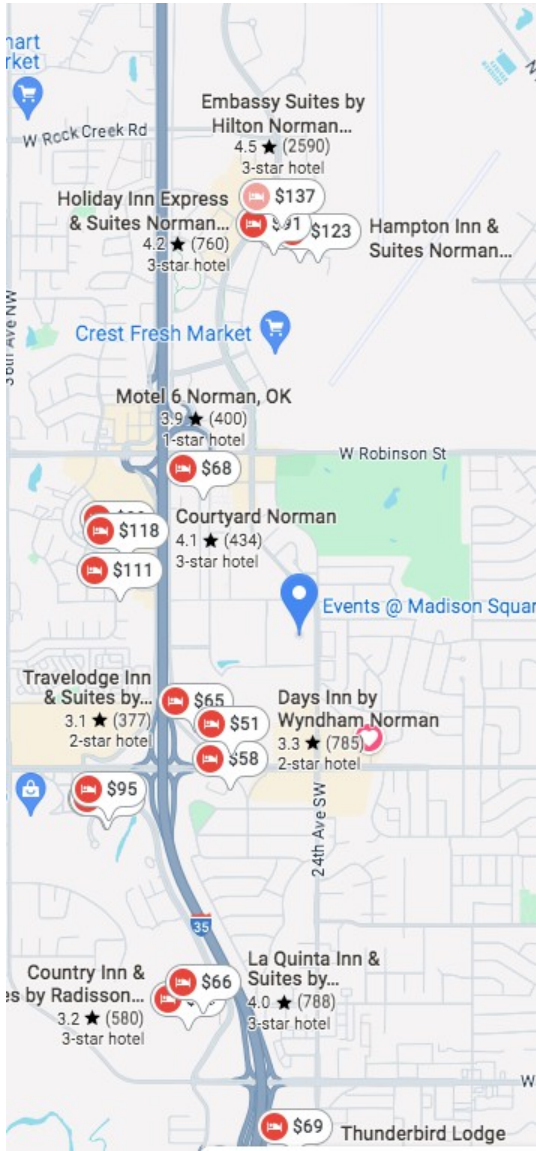 nart
rket
W Rock Creek Rd
Embassy Suites by
Hilton Norman...
4.5 ★ (2590)
3-star hotel
$137
Holiday Inn Express
& Suites Norman...
4.2 ★ (760)
3-star hotel
$91
$123
Hampton Inn &
Suites Norman...
36th Ave NW
Crest Fresh Market
Motel 6 Norman, OK
3.9 ★ (400)
1-star hotel
W Robinson St
$68
$118
Courtyard Norman
4.1 ★ (434)
3-star hotel
$111
Events @ Madison Squar
Travelodge Inn
& Suites by...
3.1 ★ (377)
2-star hotel
$65
$51
$58
Days Inn by
Wyndham Norman
3.3 ★ (785)
2-star hotel
$95
24th Ave SW
35
Country Inn &
es by Radisson...
3.2 ★ (580)
3-star hotel
$66
La Quinta Inn &
Suites by...
4.0 ★ (788)
3-star hotel
W
$69
Thunderbird Lodge